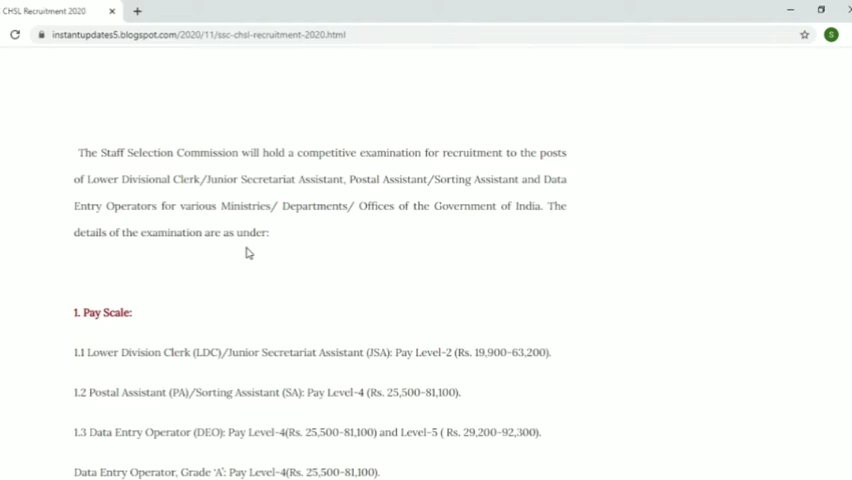 CHSL Recruitment 2020
instantupdates5.blogspot.com/2020/11/ssc-chsl-recruitment-2020.html
S
The Staff Selection Commission will hold a competitive examination for recruitment to the posts
of Lower Divisional Clerk/Junior Secretariat Assistant, Postal Assistant/Sorting Assistant and Data
Entry Operators for various Ministries/ Departments/ Offices of the Government of India. The
details of the examination are as under:
1. Pay Scale:
1.1 Lower Division Clerk (LDC)/Junior Secretariat Assistant (JSA): Pay Level-2 (Rs. 19,900-63,200).
1.2 Postal Assistant (PA)/Sorting Assistant (SA): Pay Level-4 (Rs. 25,500-81,100).
1.3 Data Entry Operator (DEO): Pay Level-4(Rs. 25,500-81,100) and Level-5 ( Rs. 29,200-92,300).
Data Entry Operator, Grade ‘A’: Pay Level-4(Rs. 25,500-81,100).